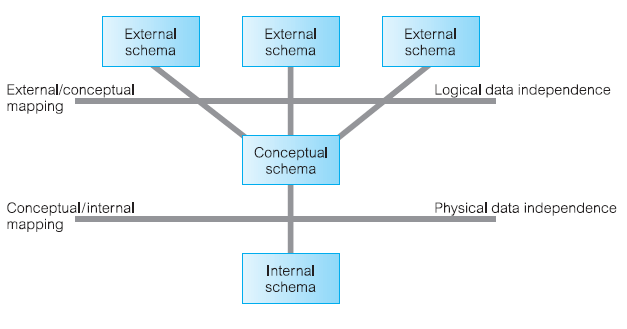 External
schema
External
schema
External
schema
External/conceptual
mapping
Logical data independence
Conceptual
schema
Conceptual/internal
mapping
Physical data independence
Internal
schema